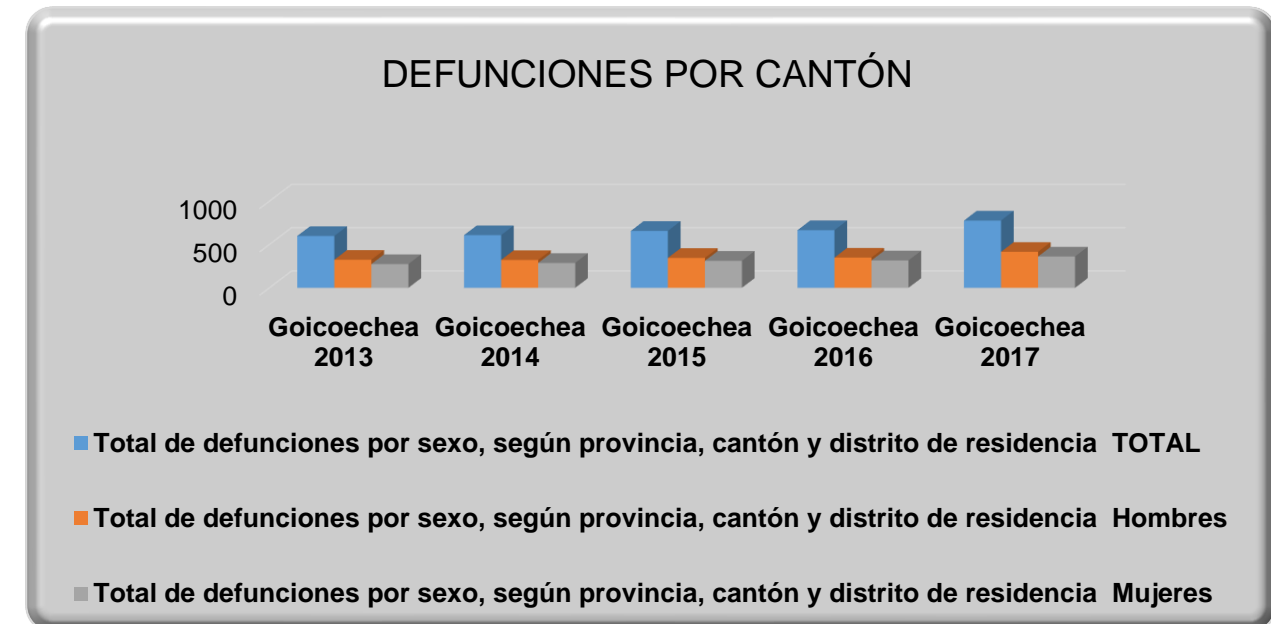 DEFUNCIONES POR CANTÓN
1000
500
0
Goicoechea Goicoechea Goicoechea Goicoechea Goicoechea
2013 2014 2015 2016 2017
Total de defunciones por sexo, según provincia, cantón y distrito de residencia TOTAL
Total de defunciones por sexo, según provincia, cantón y distrito de residencia Hombres
Total de defunciones por sexo, según provincia, cantón y distrito de residencia Mujeres